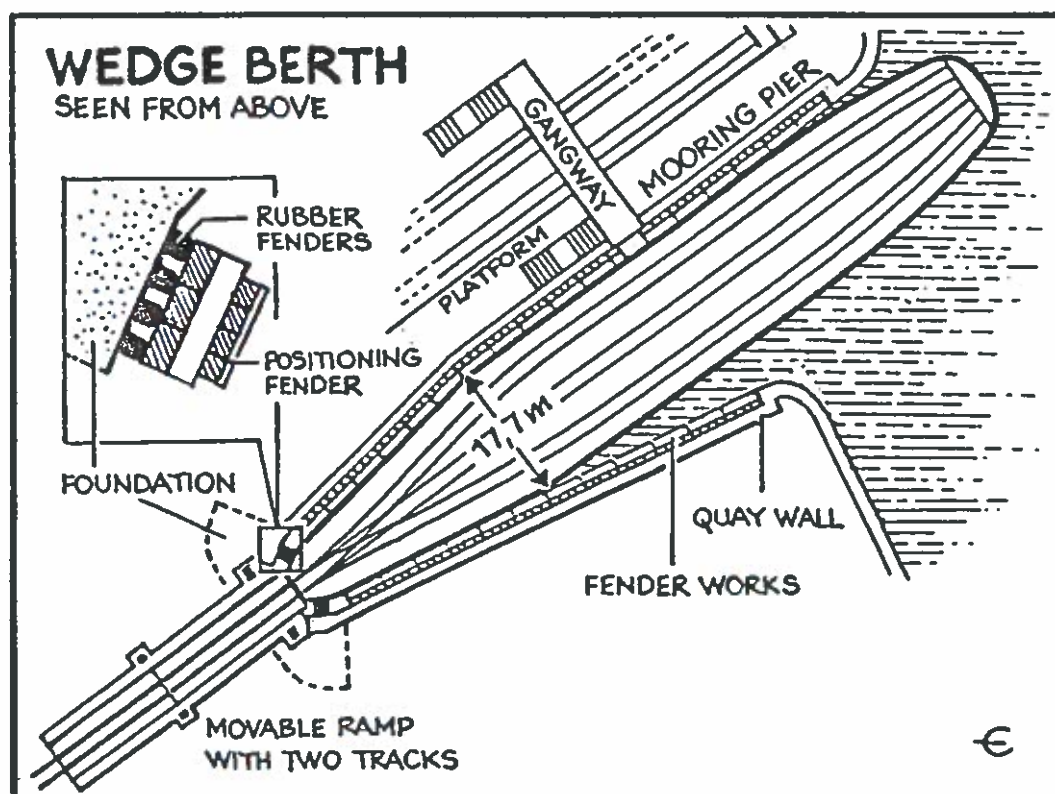 WEDGE BERTH
SEEN FROM ABOVE
GANGWAY
MOORING PIER
RUBBER
FENDERS
PLATFORM
POSITIONING
FENDER
17,7 m
FOUNDATION
QUAY WALL
FENDER WORKS
MOVABLE RAMP
WITH TWO TRACKS